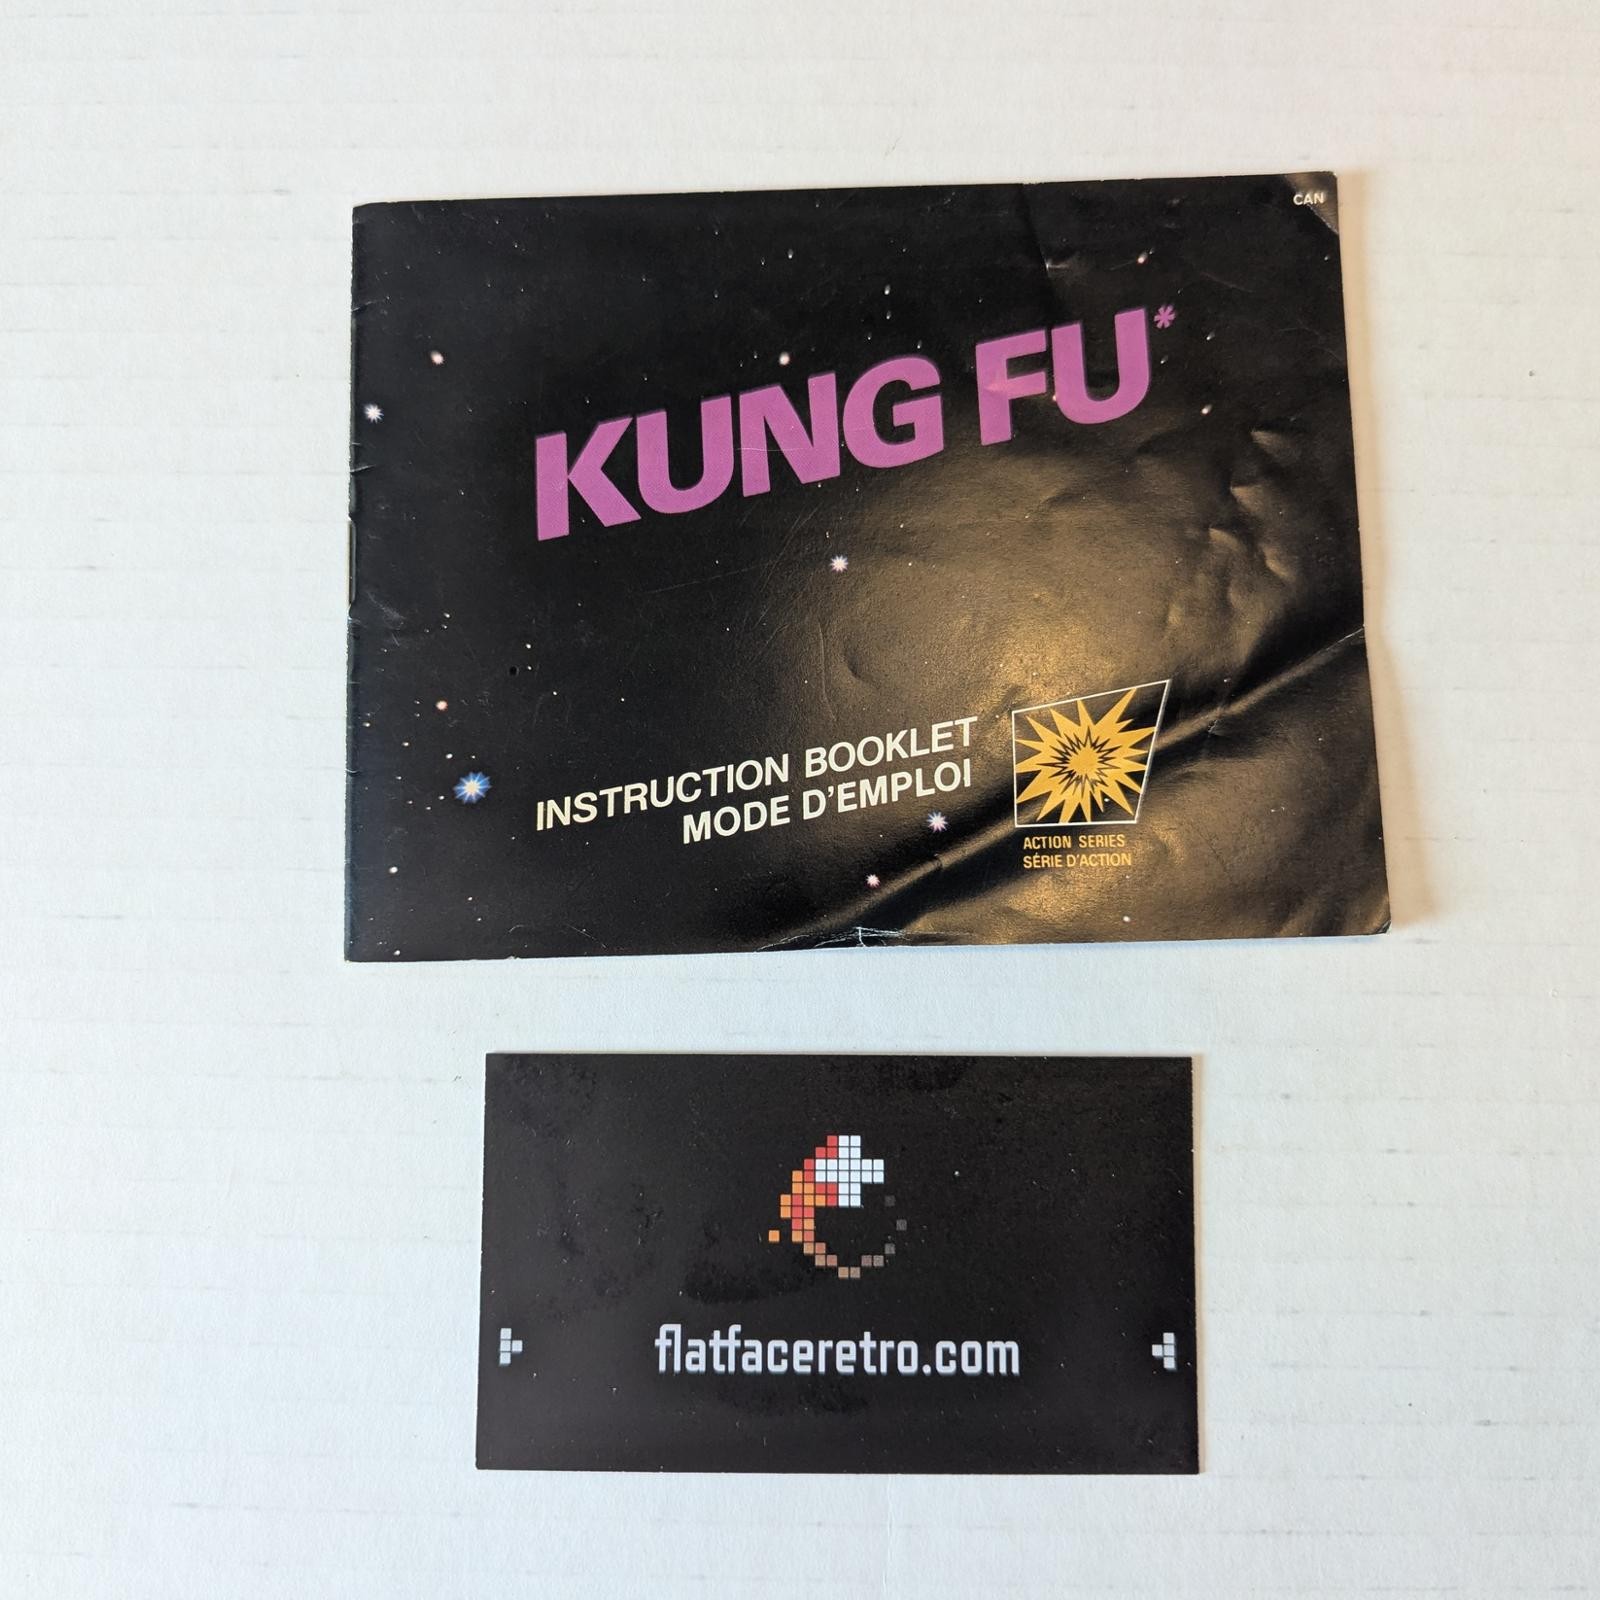 CAN
KUNG FU*
INSTRUCTION BOOKLET
MODE D'EMPLOI
ACTION SERIES
SÉRIE D'ACTION
flatfaceretro.com